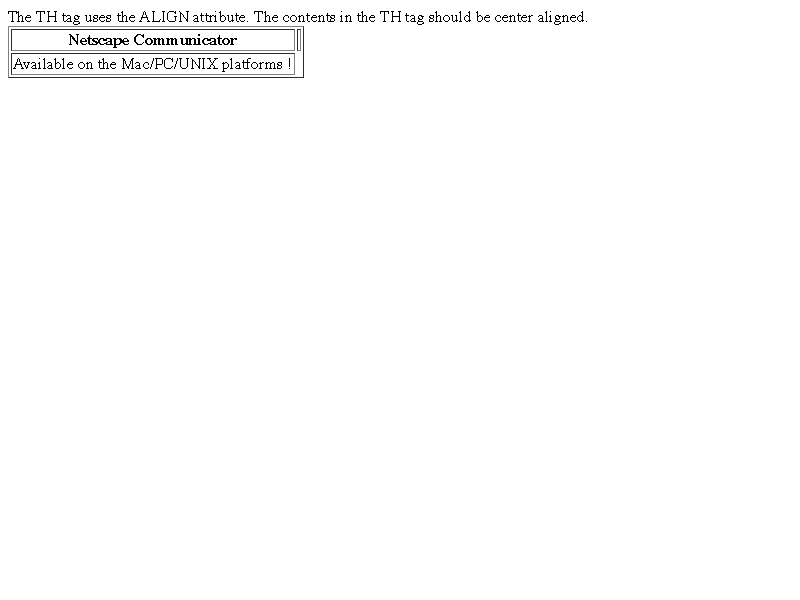 The TH tag uses the ALIGN attribute. The contents in the TH tag should be center aligned.
Netscape Communicator
Available on the Mac/PC/UNIX platforms !